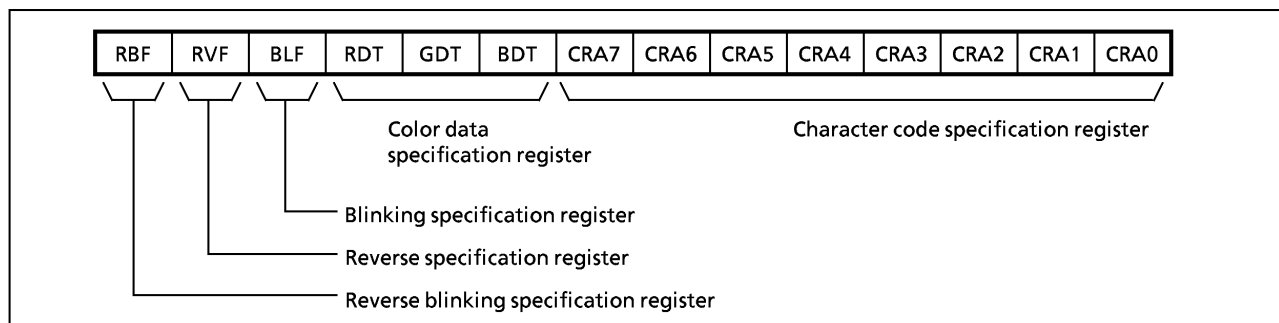 RBF RVF BLF RDT GDT BDT CRA7 CRA6 CRA5 CRA4 CRA3 CRA2 CRA1 CRA0
Color data
specification register
Character code specification register
Blinking specification register
Reverse specification register
Reverse blinking specification register